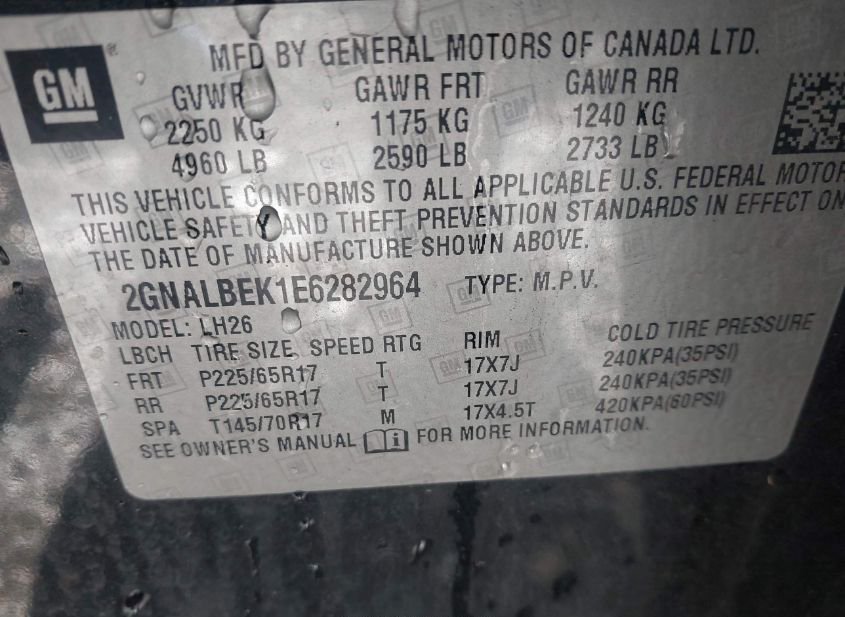 GM
MFD BY GENERAL MOTORS OF CANADA LTD.
GVWR GAWR FRT GAWR RR
2250 KG 1175 KG 1240 KG
4960 LB 2590 LB 2733 LB
THIS VEHICLE CONFORMS TO ALL APPLICABLE U.S. FEDERAL MOTOR
VEHICLE SAFETY AND THEFT PREVENTION STANDARDS IN EFFECT ON
THE DATE OF MANUFACTURE SHOWN ABOVE.
2GNALBEK1E6282964 TYPE: M.P.V.
MODEL: LH26
LBCH TIRE SIZE SPEED RTG RIM COLD TIRE PRESSURE
FRT P225/65R17 T 17X7J 240KPA(35PSI)
RR P225/65R17 T 17X7J 240KPA(35PSI)
SPA T145/70R17 M 17X4.5T 420KPA(60PSI)
SEE OWNER'S MANUAL FOR MORE INFORMATION.